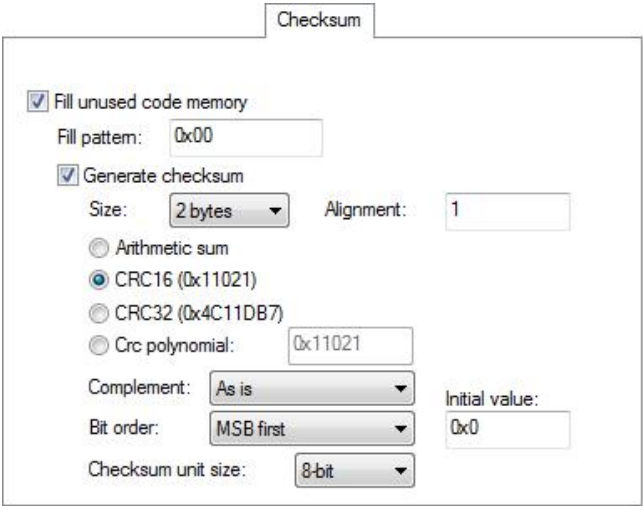 Checksum
Fill unused code memory
Fill pattern: 0x00
Generate checksum
Size: 2 bytes Alignment: 1
Arithmetic sum
CRC16 (0x11021)
CRC32 (0x4C11DB7)
Crc polynomial: 0x11021
Complement: As is
Initial value:
Bit order: MSB first 0x0
Checksum unit size: 8-bit